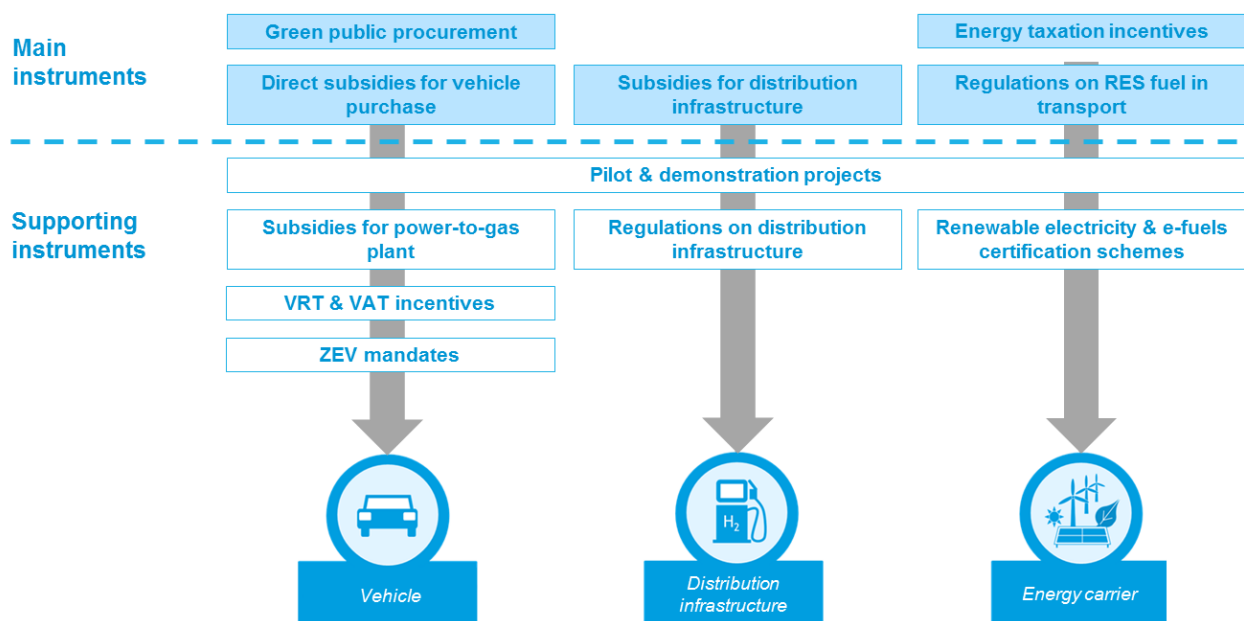 Main
instruments
Green public procurement
Energy taxation incentives
Direct subsidies for vehicle
purchase
Subsidies for distribution
infrastructure
Regulations on RES fuel in
transport
Pilot & demonstration projects
Supporting
instruments
Subsidies for power-to-gas
plant
Regulations on distribution
infrastructure
Renewable electricity & e-fuels
certification schemes
VRT & VAT incentives
ZEV mandates
H2
Vehicle
Distribution
infrastructure
Energy carrier